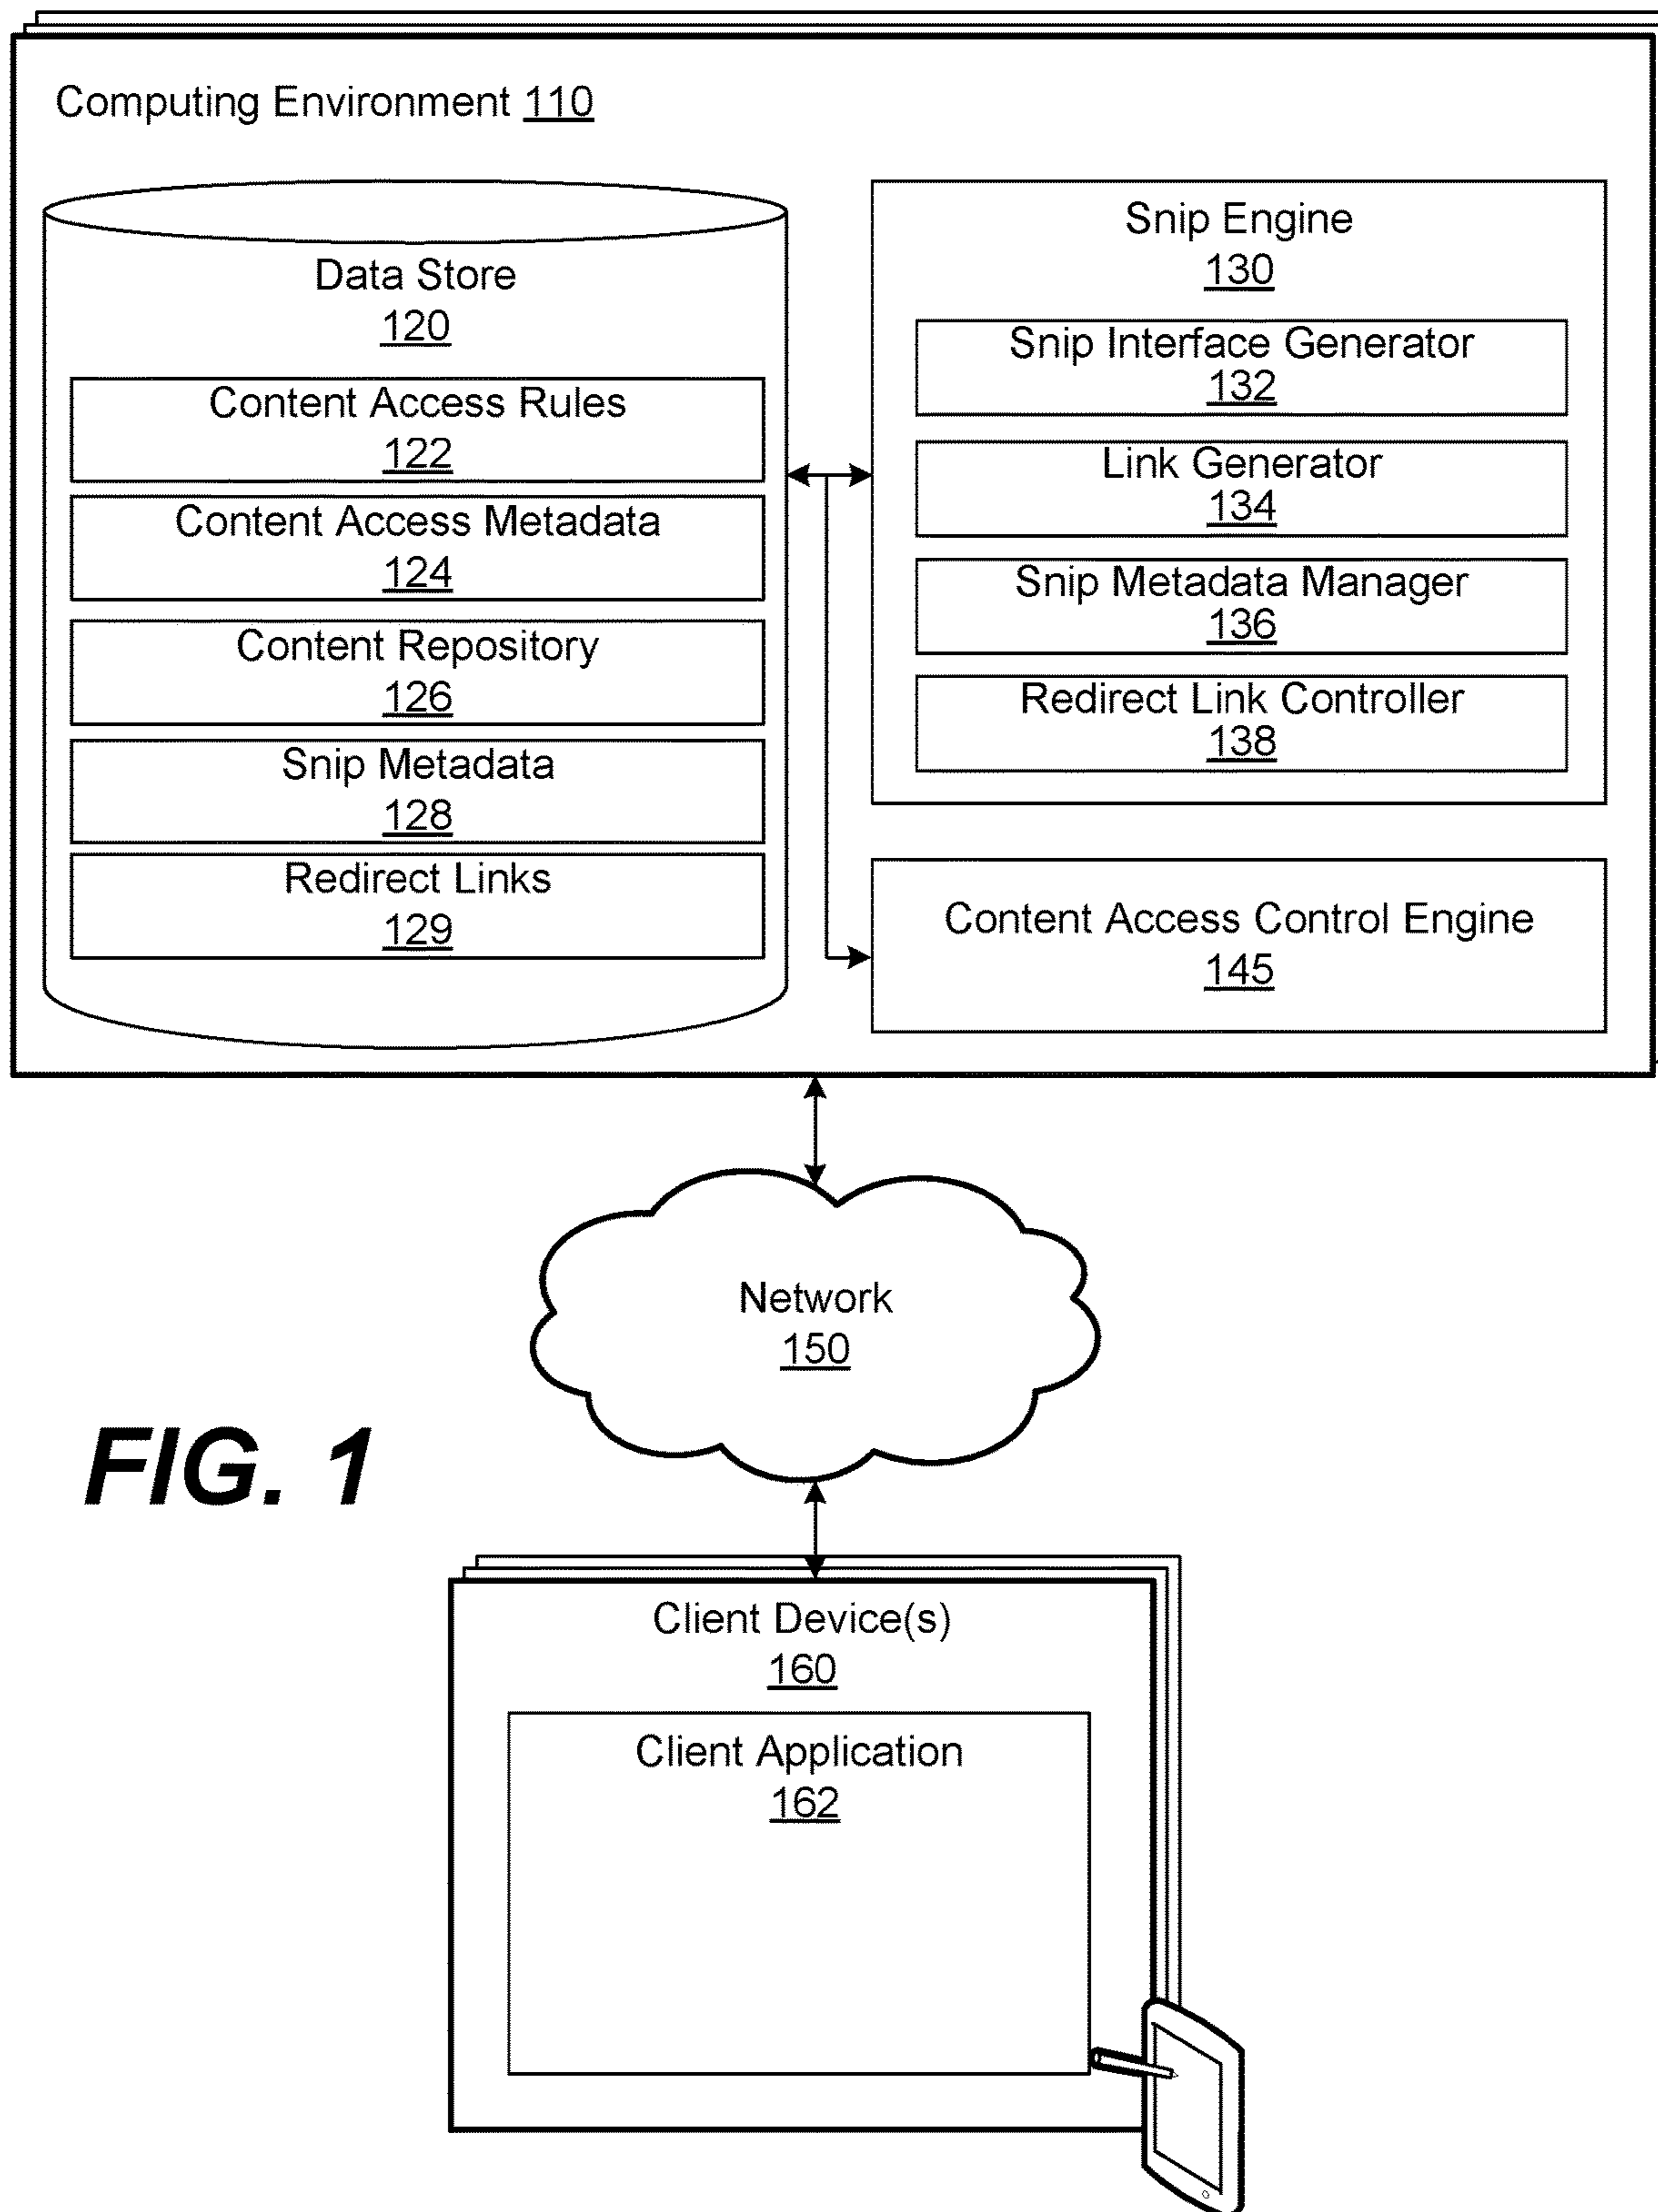 Computing Environment 110
Data Store
120
Content Access Rules
122
Content Access Metadata
124
Content Repository
126
Snip Metadata
128
Redirect Links
129
Snip Engine
130
Snip Interface Generator
132
Link Generator
134
Snip Metadata Manager
136
Redirect Link Controller
138
Content Access Control Engine
145
Network
150
FIG. 1
Client Device(s)
160
Client Application
162